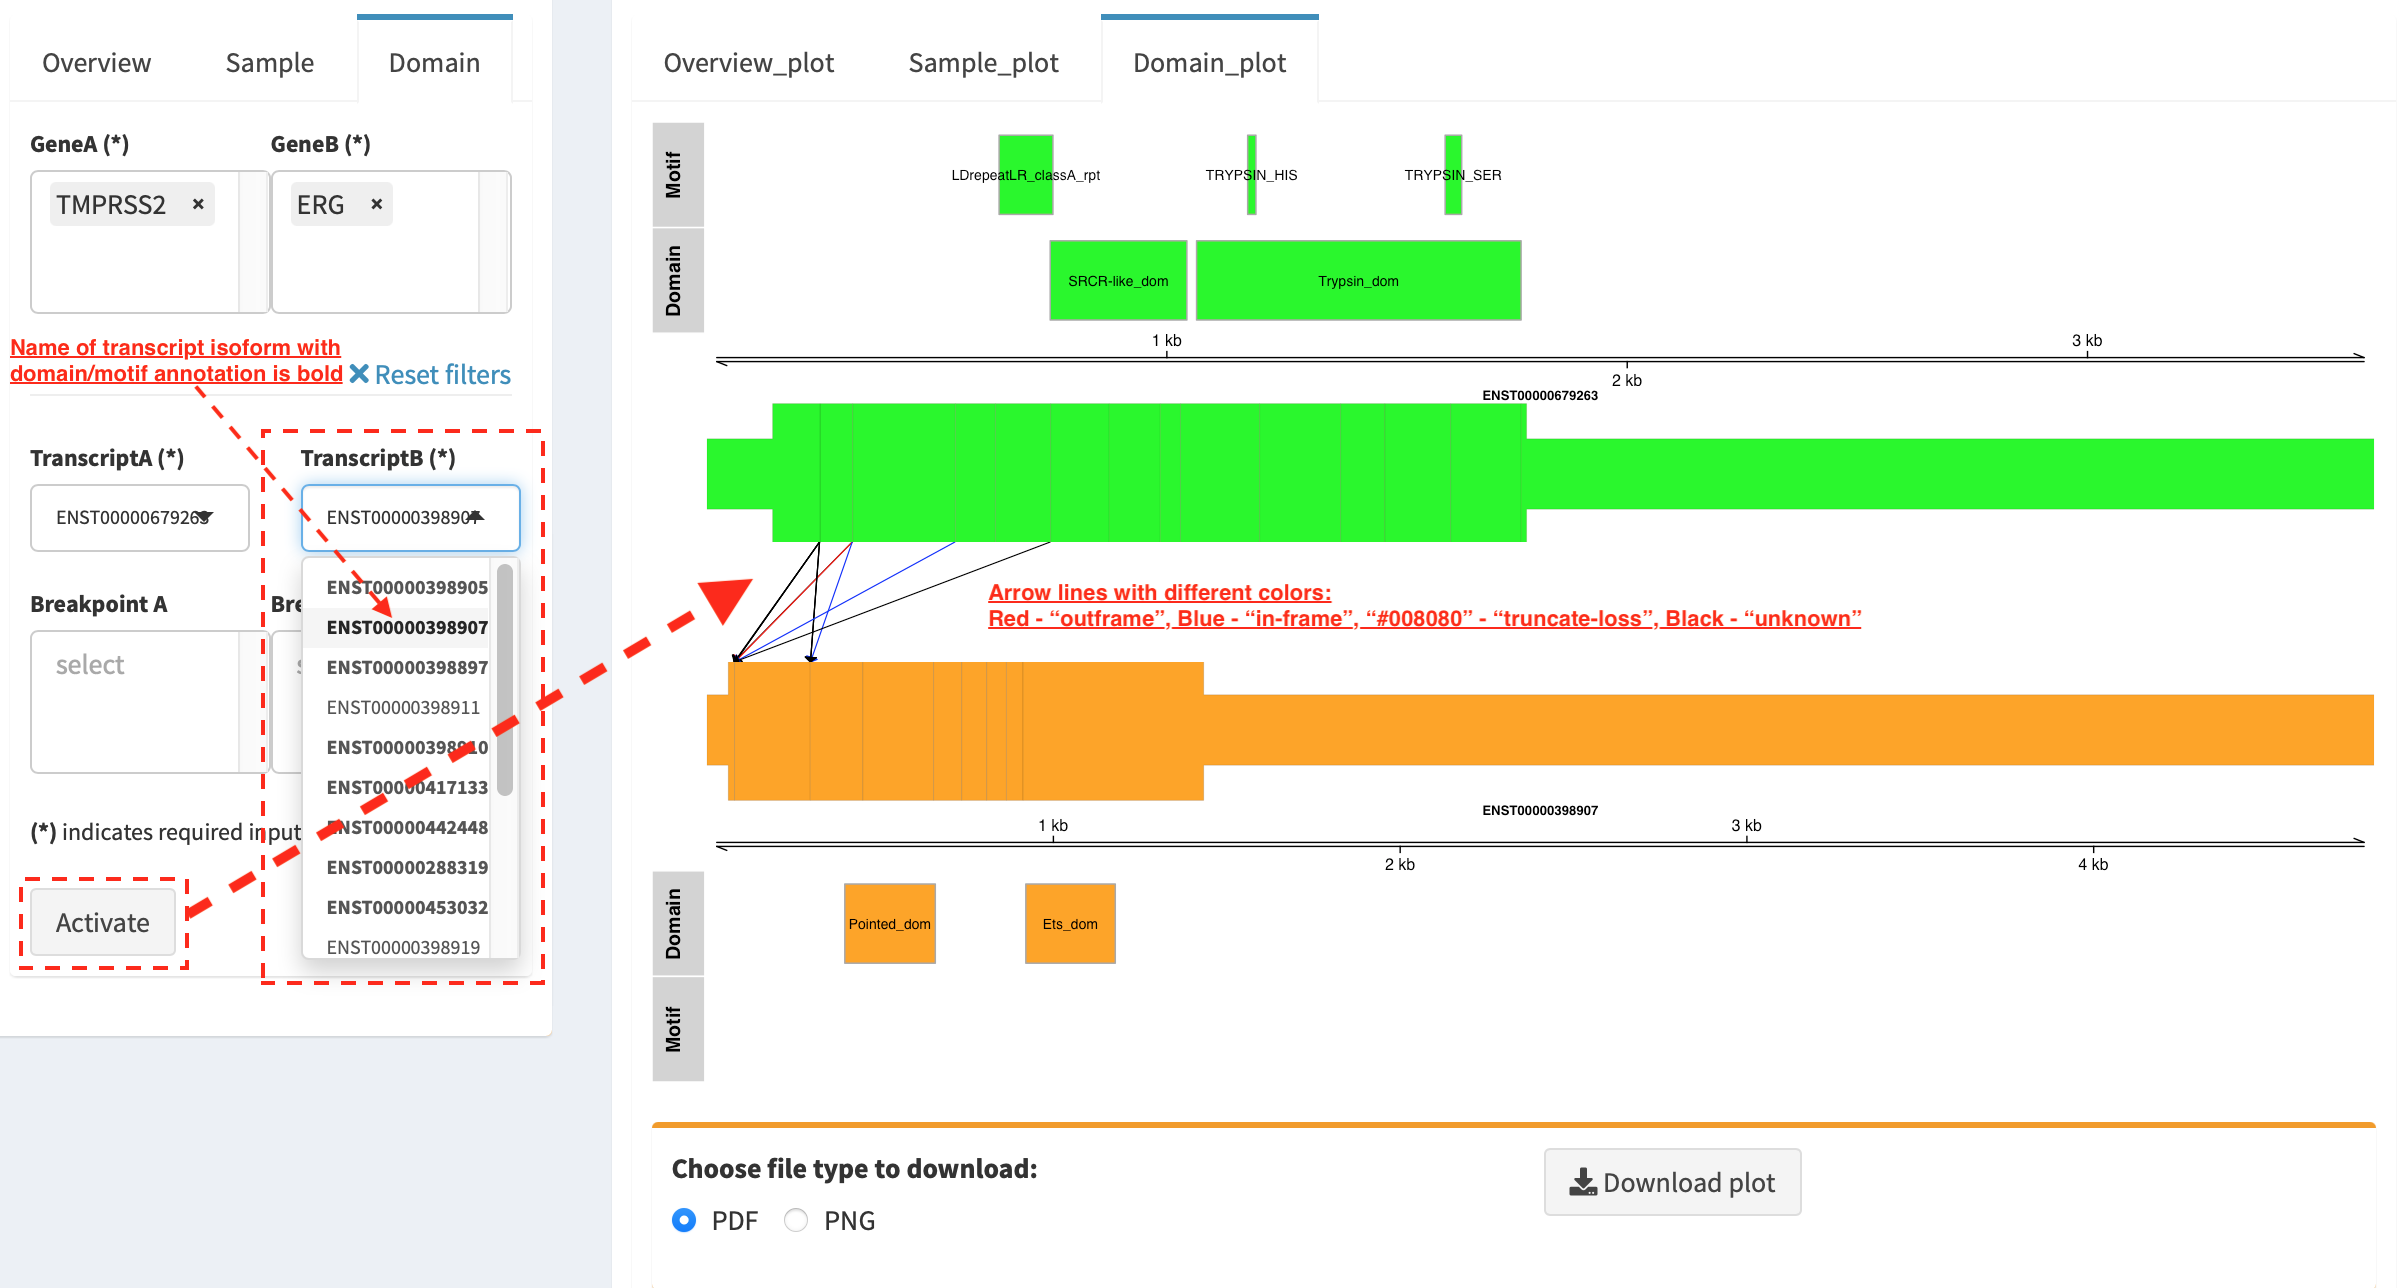 Overview Sample Domain
GeneA (*) GeneB (*)
TMPRSS2 × ERG ×
Name of transcript isoform with
domain/motif annotation is bold
Reset filters
TranscriptA (*) TranscriptB (*)
ENST00000679263 ENST00000398907
ENST00000398905
ENST00000398907
ENST00000398897
ENST00000398911
ENST00000398910
ENST00000417133
ENST00000442448
ENST00000288319
ENST00000453032
ENST00000398919
Breakpoint A
select
(*) indicates required input
Activate
Overview_plot Sample_plot Domain_plot
Motif
LDrepeatLR_classA_rpt TRYPSIN_HIS TRYPSIN_SER
Domain
SRCR-like_dom Trypsin_dom
1 kb 3 kb
2 kb
ENST00000679263
Arrow lines with different colors:
Red - “outframe”, Blue - “in-frame”, “#008080” - “truncate-loss”, Black - “unknown”
ENST00000398907
1 kb 3 kb
2 kb 4 kb
Domain
Pointed_dom Ets_dom
Motif
Choose file type to download:
PDF PNG
Download plot